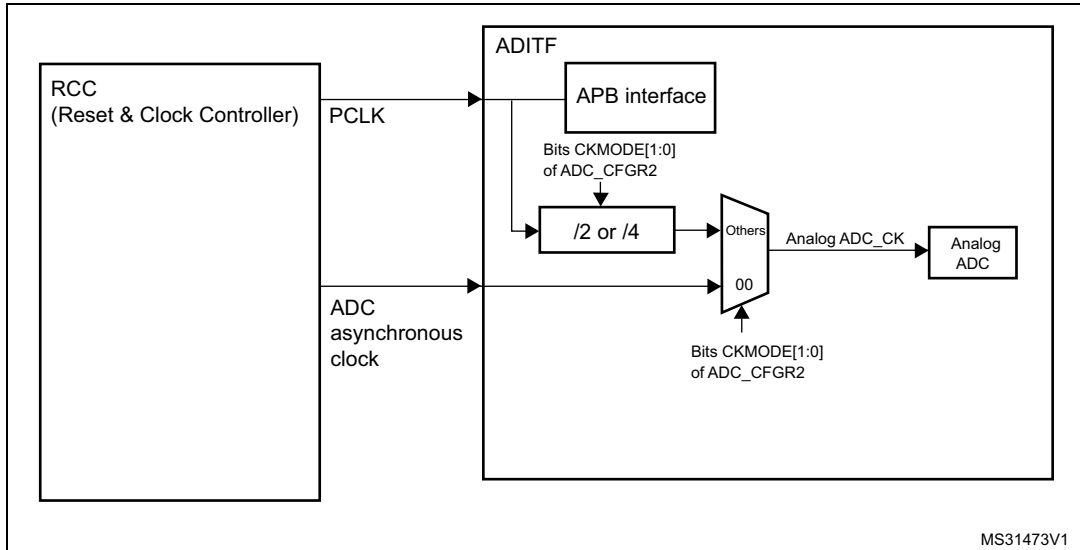 ADITF
RCC
(Reset & Clock Controller)
PCLK
APB interface
Bits CKMODE[1:0]
of ADC_CFGR2
/2 or /4
Others
Analog ADC_CK
Analog
ADC
00
ADC
asynchronous
clock
Bits CKMODE[1:0]
of ADC_CFGR2
MS31473V1